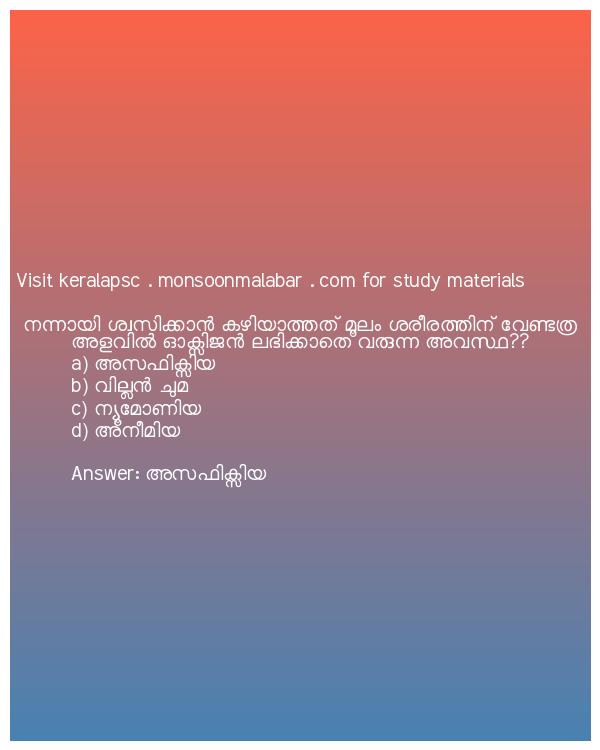 Visit keralapsc . monsoonmalabar . com for study materials
നന്നായി ശ്വസിക്കാൻ കഴിയാത്തത് മൂലം ശരീരത്തിന് വേണ്ടത്ര
അളവിൽ ഓക്സിജൻ ലഭിക്കാതെ വരുന്ന അവസ്ഥ??
a) അസഫിക്സിയ
b) വില്ലൻ ചുമ
c) ന്യൂമോണിയ
d) അനീമിയ
Answer: അസഫിക്സിയ